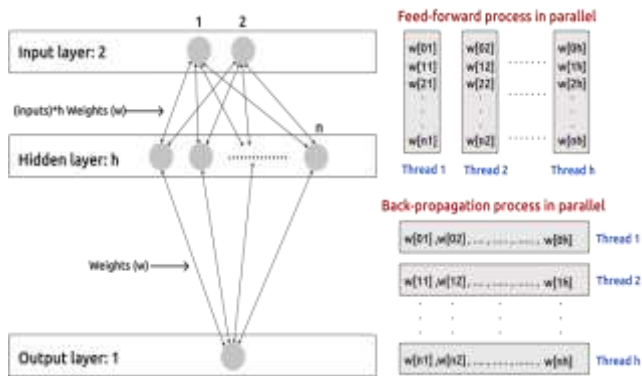 1 2
Input layer: 2
(inputs)*h Weights (w)
n
Hidden layer: h
Weights (w)
Output layer: 1
Feed-forward process in parallel
w[01] w[02] w[0h]
w[11] w[12] ........ w[1h]
w[21] w[22] ........ w[2h]
w[n1] w[n2] ........ w[nh]
Thread 1 Thread 2 Thread h
Back-propagation process in parallel
w[01] ,w[02], ... , ... , ... , ... w[0h] Thread 1
w[11] ,w[12], ... , ... , ... , ... w[1h] Thread 2
w[n1] ,w[n2], ... , ... , ... , ... w[nh] Thread h